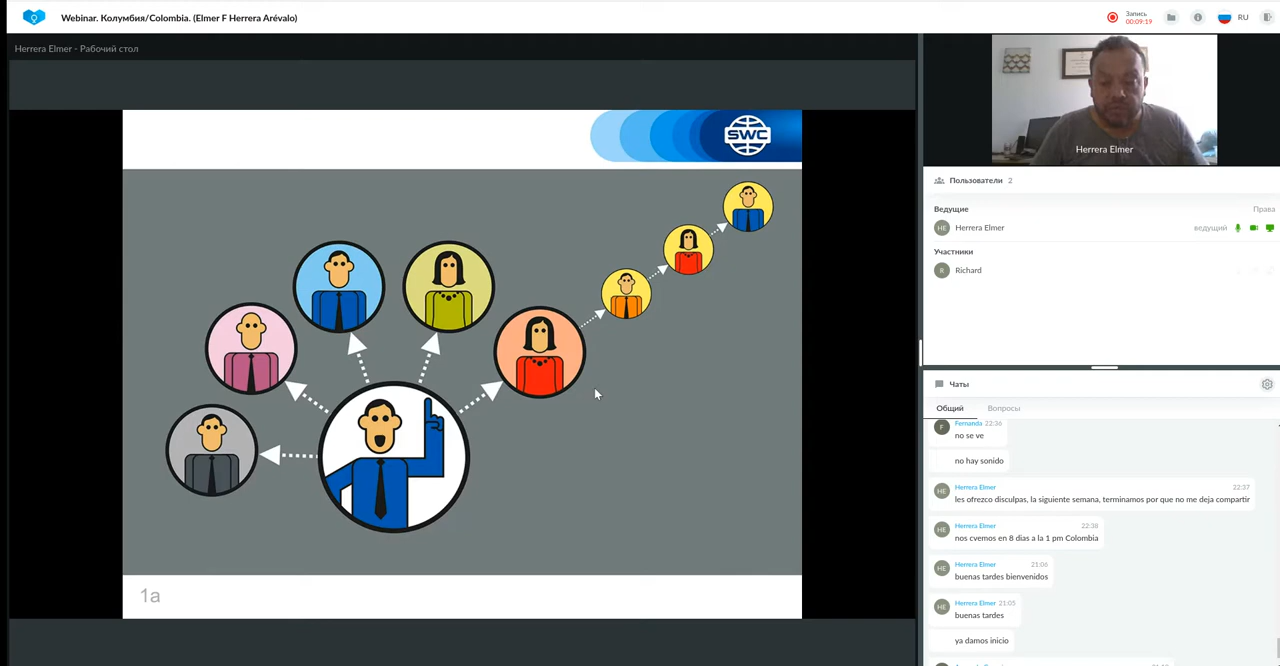 Webinar. Колумбия/Colombia. (Elmer F Herrera Arévalo)
Запись
00:09:19
RU
Herrera Elmer - Рабочий стол
SWC
1a
Herrera Elmer
Пользователи 2
Ведущие Права
HE Herrera Elmer ведущий
Участники
R Richard
Чаты
Общий Вопросы
F Fernanda 22:36
no se ve
no hay sonido
HE Herrera Elmer 22:37
les ofrezco disculpas, la siguiente semana, terminamos por que no me deja compartir
HE Herrera Elmer 22:38
nos cvemos en 8 dias a la 1 pm Colombia
HE Herrera Elmer 21:06
buenas tardes bienvenidos
HE Herrera Elmer 21:05
buenas tardes
ya damos inicio